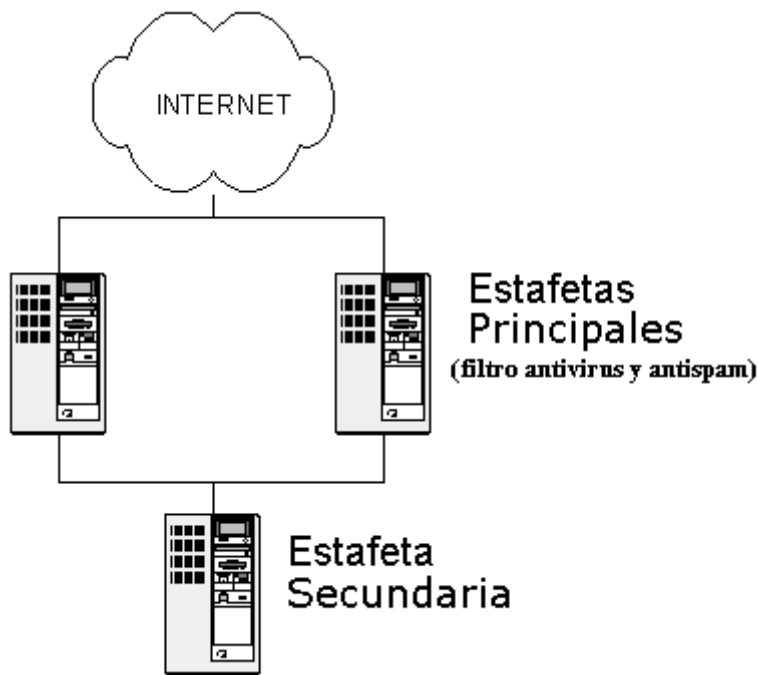 INTERNET
Estafetas
Principales
(filtro antivirus y antispam)
Estafeta
Secundaria